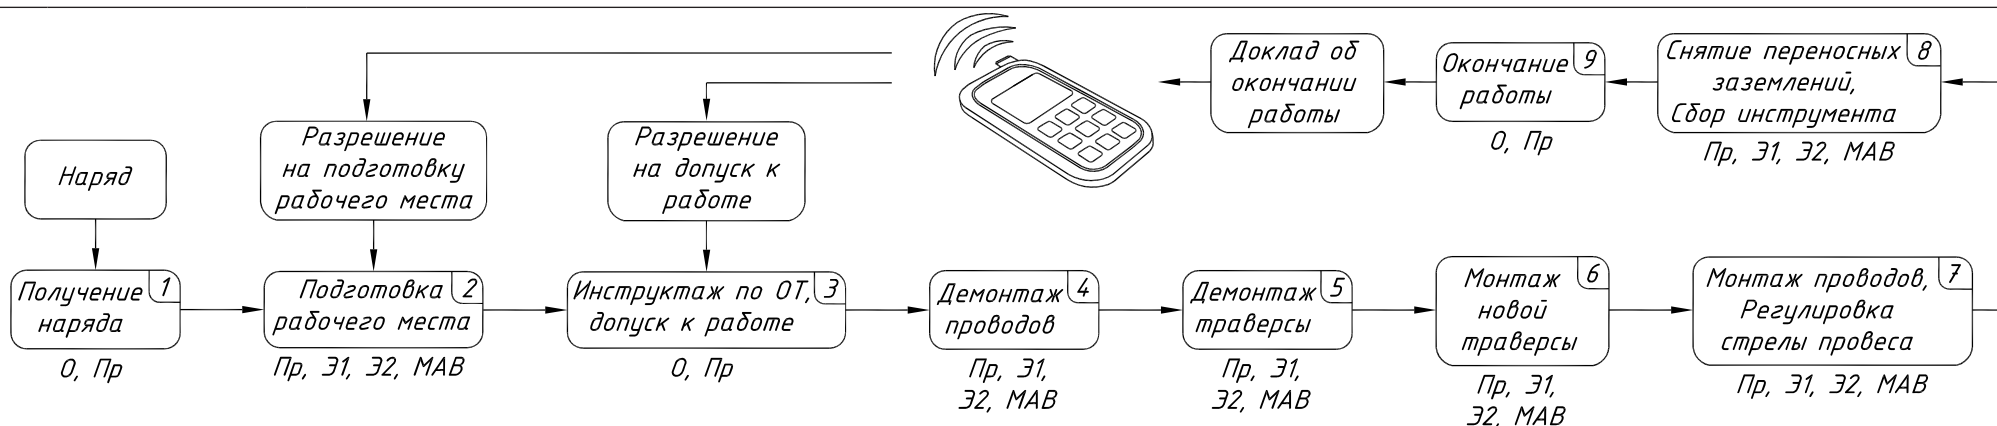 Наряд
Получение 1
наряда
О, Пр
Разрешение
на подготовку
рабочего места
Подготовка 2
рабочего места
Пр, Э1, Э2, МАВ
Разрешение
на допуск к
работе
Инструктаж по ОТ, 3
допуск к работе
О, Пр
Демонтаж 4
проводов
Пр, Э1,
Э2, МАВ
Демонтаж 5
траверсы
Пр, Э1,
Э2, МАВ
Монтаж 6
новой
траверсы
Пр, Э1,
Э2, МАВ
Монтаж проводов, 7
Регулировка
стрелы провеса
Пр, Э1, Э2, МАВ
Снятие переносных 8
заземлений,
Сбор инструмента
Пр, Э1, Э2, МАВ
Окончание 9
работы
О, Пр
Доклад об
окончании
работы